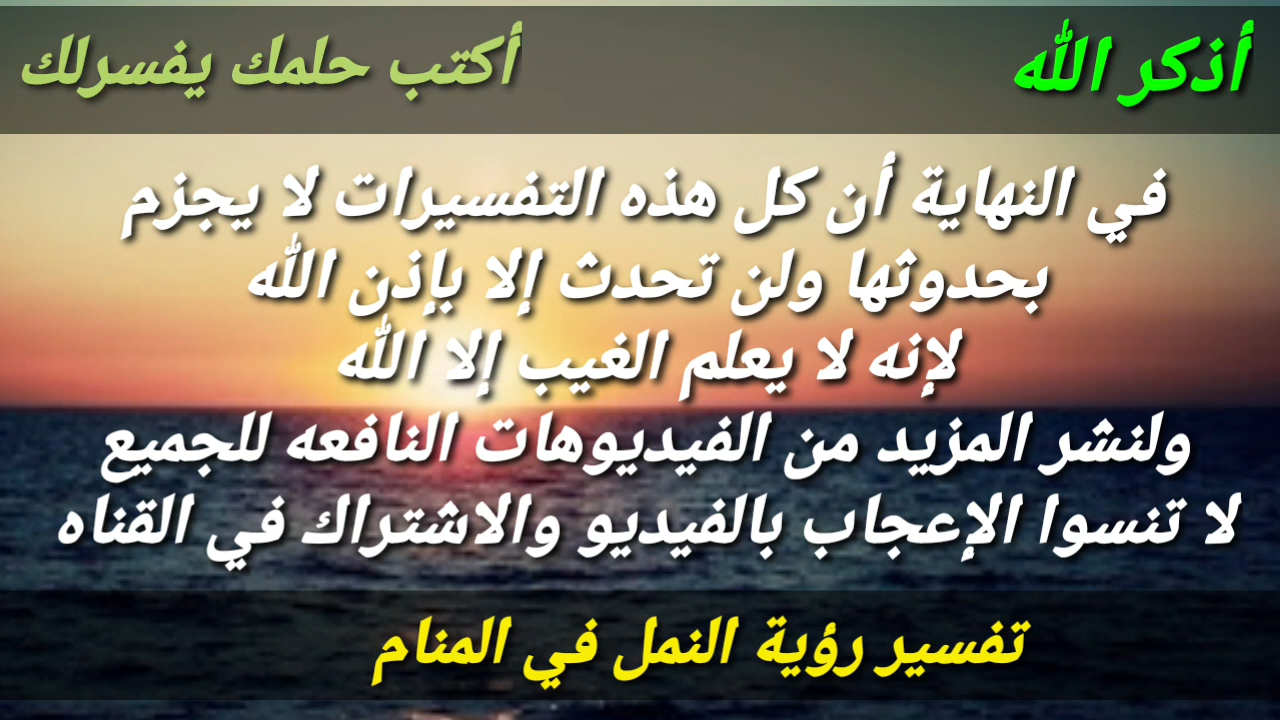 أذكر الله
أكتب حلمك يفسرلك
في النهاية أن كل هذه التفسيرات لا يجزم
بحدوثها ولن تحدث إلا بإذن الله
لإنه لا يعلم الغيب إلا الله
ولنشر المزيد من الفيديوهات النافعه للجميع
لا تنسوا الإعجاب بالفيديو والاشتراك في القناه
تفسير رؤية النمل في المنام